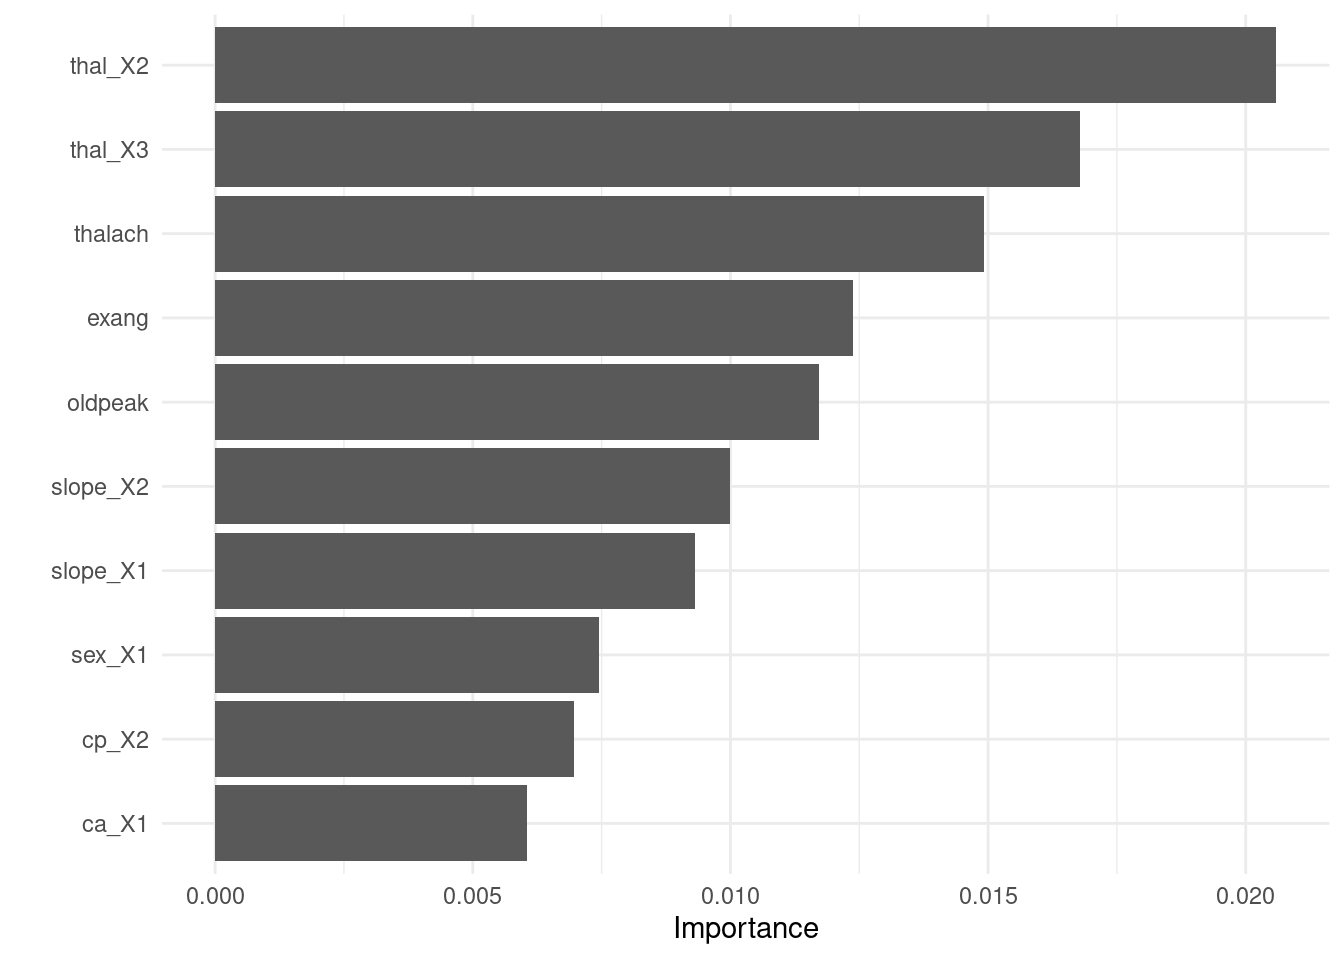 thal_X2
thal_X3
thalach
exang
oldpeak
slope_X2
slope_X1
sex_X1
cp_X2
ca_X1
0.000 0.005 0.010 0.015 0.020
Importance